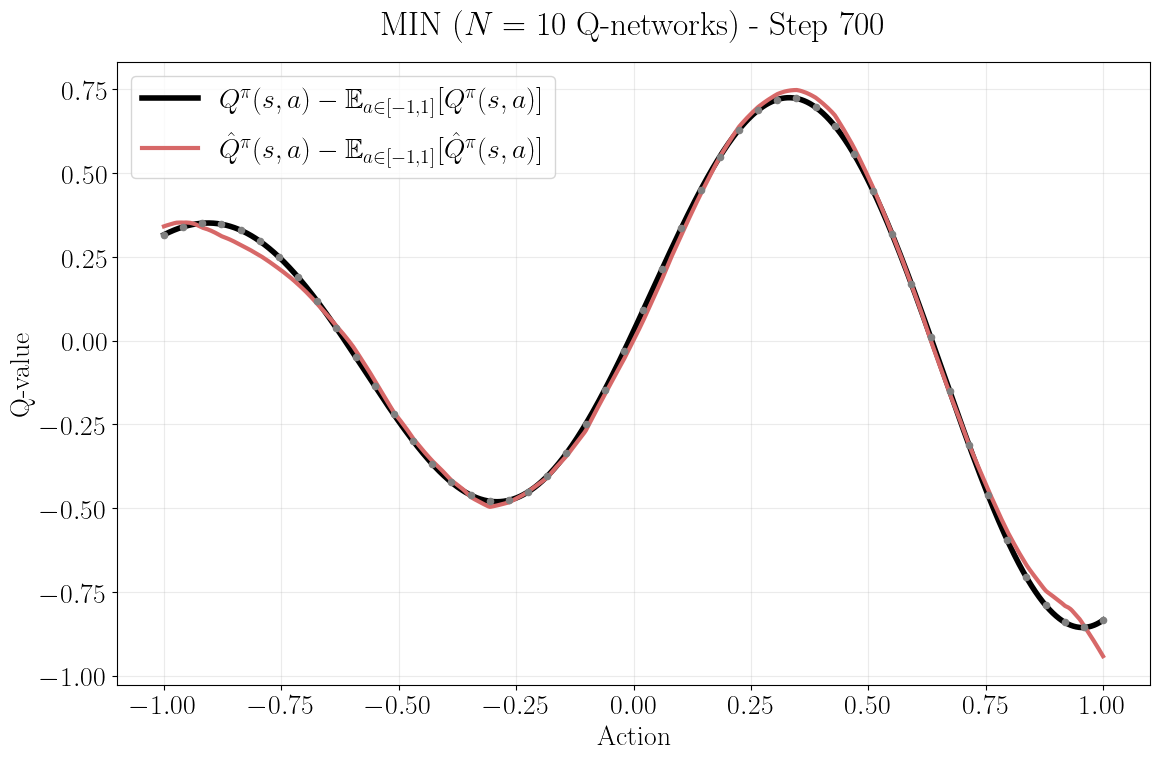 MIN (N = 10 Q-networks) - Step 700
Q^π(s, a) − 𝔼_{a∈[−1,1]}[Q^π(s, a)]
Q̂^π(s, a) − 𝔼_{a∈[−1,1]}[Q̂^π(s, a)]
Q-value
0.75
0.50
0.25
0.00
−0.25
−0.50
−0.75
−1.00
−1.00 −0.75 −0.50 −0.25 0.00 0.25 0.50 0.75 1.00
Action